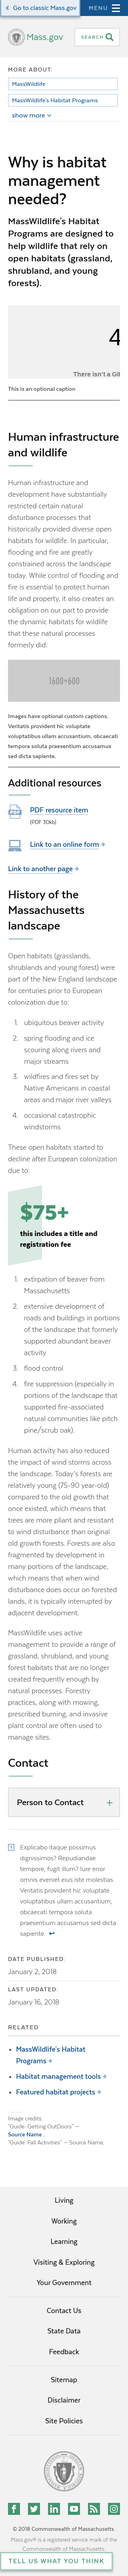 Go to classic Mass.gov
MENU
Mass.gov
SEARCH
MORE ABOUT:
MassWildlife
MassWildlife's Habitat Programs
show more
Why is habitat
management
needed?
MassWildlife's Habitat
Programs are designed to
help wildlife that rely on
open habitats (grassland,
shrubland, and young
forests).
4
There isn't a Git
This is an optional caption
Human infrastructure
and wildlife
Human infrastructure and
development have substantially
restricted certain natural
disturbance processes that
historically provide diverse open
habitats for wildlife. In particular,
flooding and fire are greatly
constrained across the landscape
today. While control of flooding and
fire is essential to protect human
life and property, it also creates an
obligation on our part to provide
the dynamic habitats for wildlife
that these natural processes
formerly did.
1600×600
Images have optional custom captions.
Veritatis provident hic voluptate
voluptatibus ullam accusantium, obcaecati
tempora soluta praesentium accusamus
sed dicta sapiente.
Additional resources
PDF resource item
(PDF 30kb)
Link to an online form
Link to another page
History of the
Massachusetts
landscape
Open habitats (grasslands,
shrublands and young forest) were
part of the New England landscape
for centuries prior to European
colonization due to:
1. ubiquitous beaver activity
2. spring flooding and ice
scouring along rivers and
major streams
3. wildfires and fires set by
Native Americans in coastal
areas and major river valleys
4. occasional catastrophic
windstorms
These open habitats started to
decline after European colonization
due to:
$75+
this includes a title and
registration fee
1. extirpation of beaver from
Massachusetts
2. extensive development of
roads and buildings in portions
of the landscape that
supported abundant beaver
activity
3. flood control
4. fire suppression (especially in
portions of the landscape that
supported fire-associated
natural communities like pitch
pine/scrub oak).
Human activity has also reduced
the impact of wind storms across
the landscape. Today's forests are
relatively young (75-90 year-old)
compared to the forests that
existed at the time of European
colonization, which means that
trees are more resistant to wind
to wind disturbance than original
old growth forests. Forests are also
fragmented by roads and other
openings, so that even when wind
disturbance does occur in forested
lands, it is typically interrupted by
adjacent development.
MassWildlife uses active
management to provide a range of
grassland, shrubland, and young
forest habitats that are no longer
created frequently enough by
natural processes. Forestry
practices, along with mowing,
prescribed burning, and invasive
plant control are often used to
manage sites.
Contact
Person to Contact
1 Explicabo itaque possimus
dignissimos? Repudiandae
tempore, fugit illum? Iure error
omnis eveniet eius iste molestias.
Veritatis provident hic voluptate
voluptatibus ullam accusantium,
obcaecati tempora soluta
praesentium accusamus sed dicta
sapiente.
DATE PUBLISHED:
January 2, 2018
LAST UPDATED:
January 16, 2018
RELATED
MassWildlife's Habitat
Programs
Habitat management tools
Featured habitat projects
Image credits:
"Guide: Getting OutDoors" —
Source Name,
"Guide: Fall Activities" — Source Name,
Living
Working
Learning
Visiting & Exploring
Your Government
Contact Us
State Data
Feedback
Sitemap
Disclaimer
Site Policies
© 2018 Commonwealth of Massachusetts.
Mass.gov® is a registered service mark of the
Commonwealth of Massachusetts.
TELL US WHAT YOU THINK